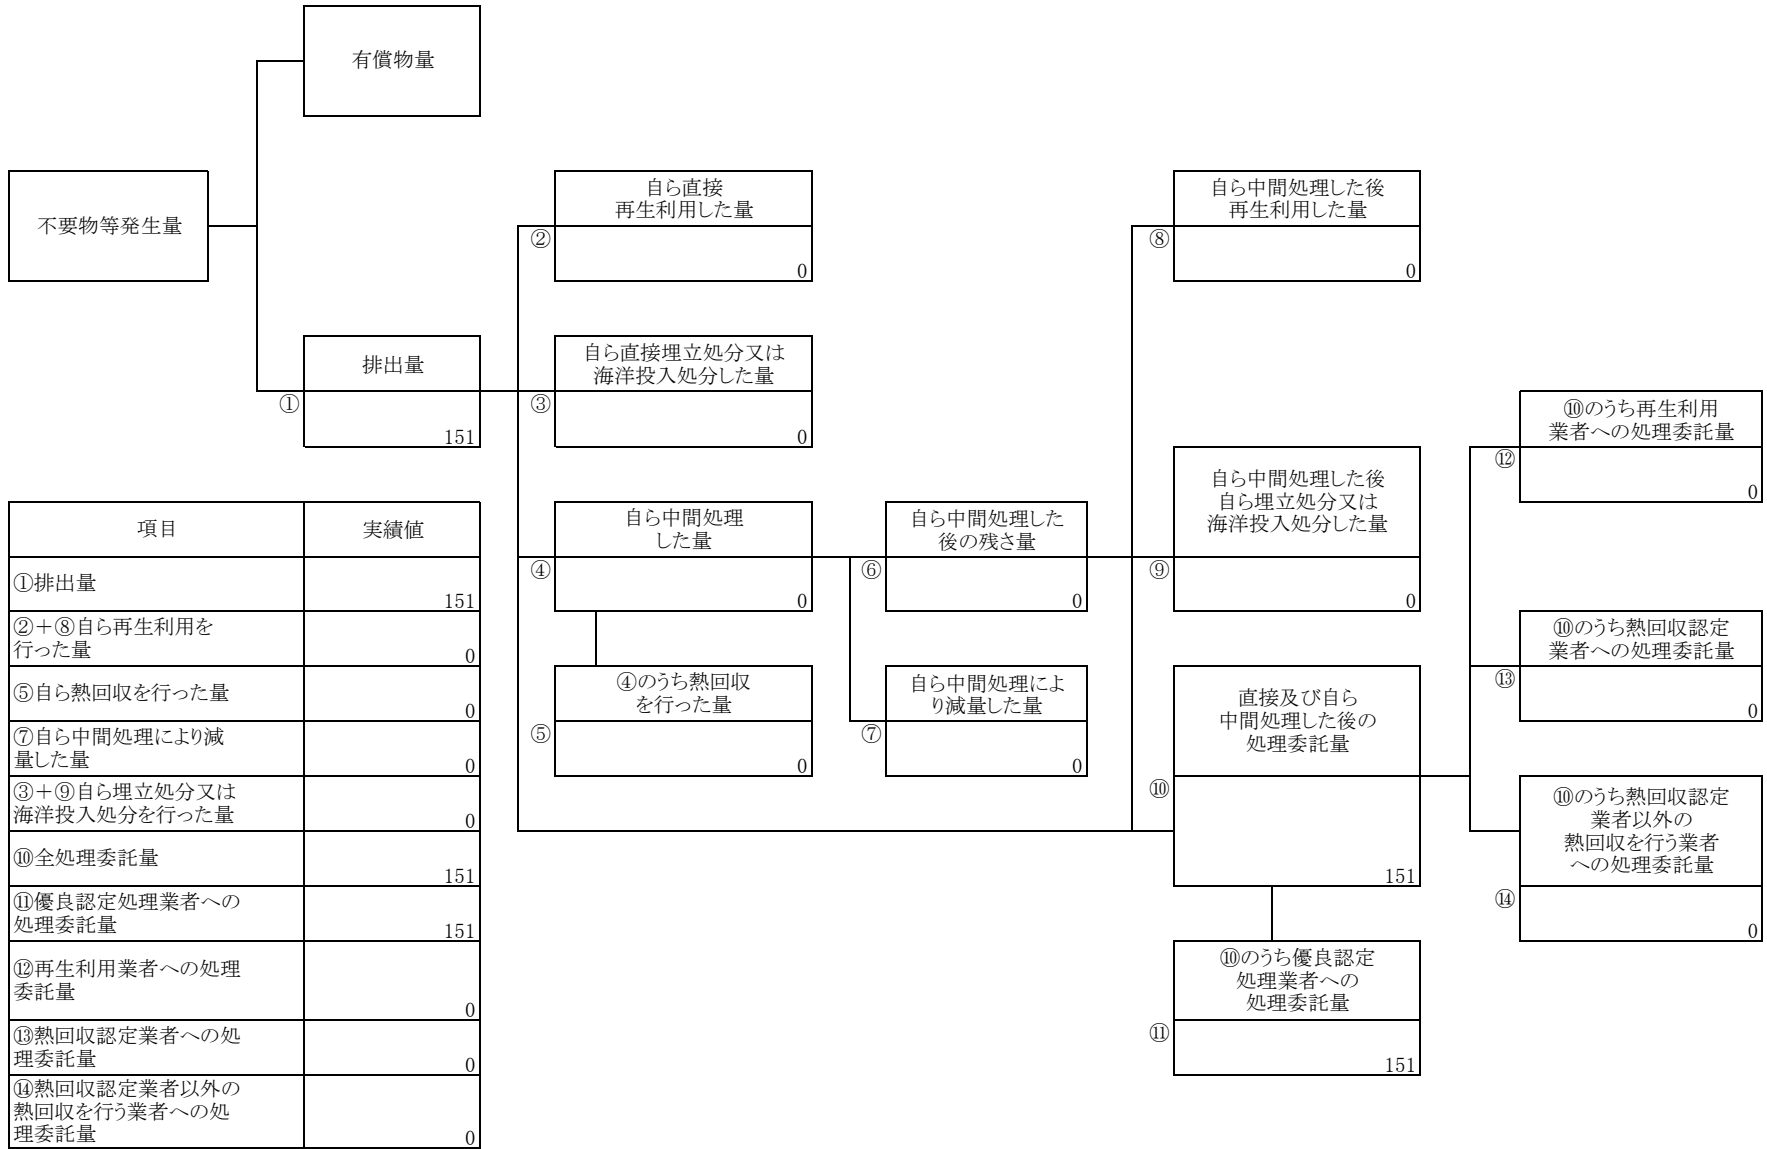 有償物量
不要物等発生量
自ら直接
再生利用した量
②
0
自ら中間処理した後
再生利用した量
⑧
0
排出量
①
151
自ら直接埋立処分又は
海洋投入処分した量
③
0
⑩のうち再生利用
業者への処理委託量
⑫
0
自ら中間処理
した量
④
0
自ら中間処理した
後の残さ量
⑥
0
自ら中間処理した後
自ら埋立処分又は
海洋投入処分した量
⑨
0
⑩のうち熱回収認定
業者への処理委託量
⑬
0
④のうち熱回収
を行った量
⑤
0
自ら中間処理によ
り減量した量
⑦
0
直接及び自ら
中間処理した後の
処理委託量
⑩
151
⑩のうち熱回収認定
業者以外の
熱回収を行う業者
への処理委託量
⑭
0
⑩のうち優良認定
処理業者への
処理委託量
⑪
151
項目 実績値
①排出量
151
②＋⑧自ら再生利用を
行った量
0
⑤自ら熱回収を行った量
0
⑦自ら中間処理により減
量した量
0
③＋⑨自ら埋立処分又は
海洋投入処分を行った量
0
⑩全処理委託量
151
⑪優良認定処理業者への
処理委託量
151
⑫再生利用業者への処理
委託量
0
⑬熱回収認定業者への処
理委託量
0
⑭熱回収認定業者以外の
熱回収を行う業者への処
理委託量
0